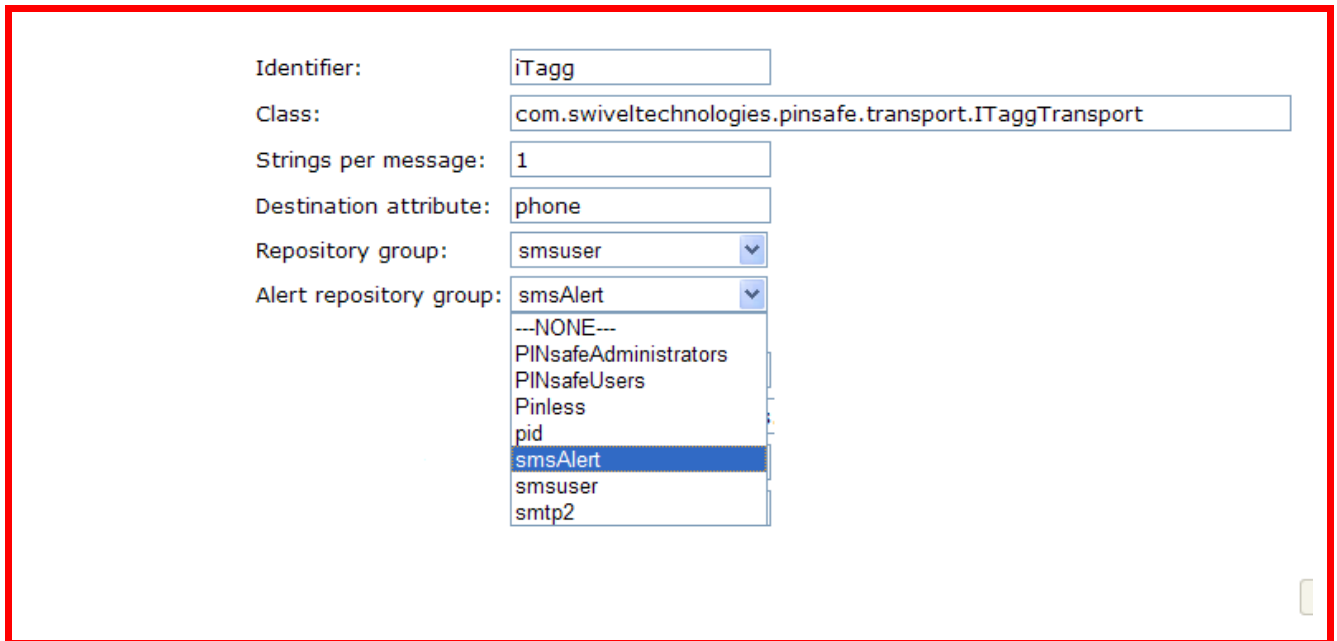 Identifier: iTagg
Class: com.swiveltechnologies.pinsafe.transport.ITaggTransport
Strings per message: 1
Destination attribute: phone
Repository group: smsuser
Alert repository group: smsAlert
---NONE---
PINsafeAdministrators
PINsafeUsers
Pinless
pid
smsAlert
smsuser
smtp2